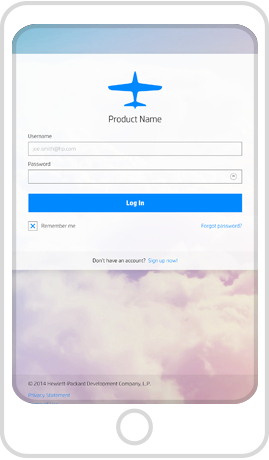 Product Name
Username
joe.smith@hp.com
Password
Log In
Remember me Forgot password?
Don't have an account? Sign up now!
© 2014 Hewlett-Packard Development Company, L.P.
Privacy Statement